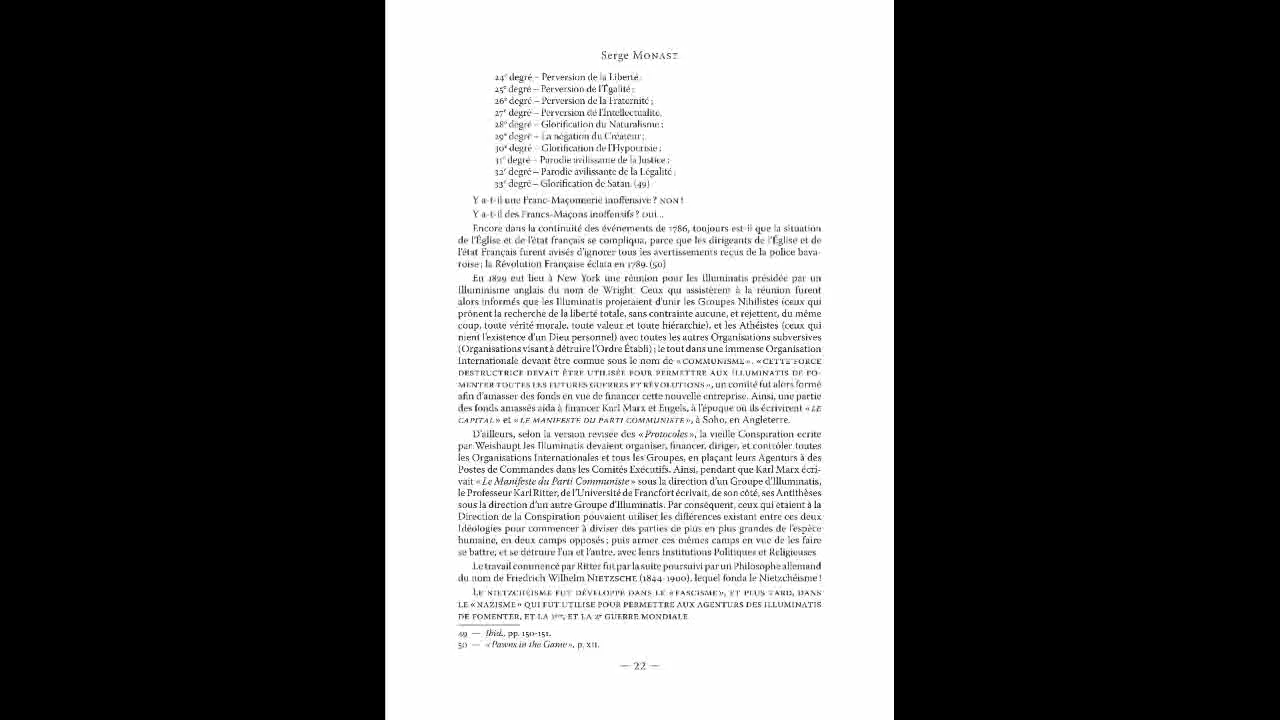 Serge MONAST
24e degré – Perversion de la Liberté ;
25e degré – Perversion de l'Égalité ;
26e degré – Perversion de la Fraternité ;
27e degré – Perversion de l'Intellectualité.
28e degré – Glorification du Naturalisme ;
29e degré – La négation du Créateur ;
30e degré – Glorification de l'Hypocrisie ;
31e degré – Parodie avilissante de la Justice ;
32e degré – Parodie avilissante de la Légalité ;
33e degré – Glorification de Satan. (49)
Y a-t-il une Franc-Maçonnerie inoffensive ? NON !
Y a-t-il des Francs-Maçons inoffensifs ? OUI...
Encore dans la continuité des événements de 1786, toujours est-il que la situation
de l'Église et de l'état français se compliqua, parce que les dirigeants de l'Église et de
l'état Français furent avisés d'ignorer tous les avertissements reçus de la police bava-
roise ; la Révolution Française éclata en 1789. (50)
En 1829 eut lieu à New York une réunion pour les Illuminatis présidée par un
Illuminisme anglais du nom de Wright. Ceux qui assistèrent à la réunion furent
alors informés que les Illuminatis projetaient d'unir les Groupes Nihilistes (ceux qui
prônent la recherche de la liberté totale, sans contrainte aucune, et rejettent, du même
coup, toute vérité morale, toute valeur et toute hiérarchie), et les Athéistes (ceux qui
nient l'existence d'un Dieu personnel) avec toutes les autres Organisations subversives
(Organisations visant à détruire l'Ordre Établi) ; le tout dans une immense Organisation
Internationale devant être connue sous le nom de « COMMUNISME ». « CETTE FORCE
DESTRUCTRICE DEVAIT ÊTRE UTILISÉE POUR PERMETTRE AUX ILLUMINATIS DE FO-
MENTER TOUTES LES FUTURES GUERRES ET RÉVOLUTIONS », un comité fut alors formé
afin d'amasser des fonds en vue de financer cette nouvelle entreprise. Ainsi, une partie
des fonds amassés aida à financer Karl Marx et Engels, à l'époque où ils écrivirent « LE
CAPITAL » et « LE MANIFESTE DU PARTI COMMUNISTE », à Soho, en Angleterre.
D'ailleurs, selon la version revisée des « Protocoles », la vieille Conspiration écrite
par Weishaupt les Illuminatis devaient organiser, financer, diriger, et contrôler toutes
les Organisations Internationales et tous les Groupes, en plaçant leurs Agenturs à des
Postes de Commandes dans les Comités Exécutifs. Ainsi, pendant que Karl Marx écri-
vait « Le Manifeste du Parti Communiste » sous la direction d'un Groupe d'Illuminatis,
le Professeur Karl Ritter, de l'Université de Francfort écrivait, de son côté, ses Antithèses
sous la direction d'un autre Groupe d'Illuminatis. Par conséquent, ceux qui étaient à la
Direction de la Conspiration pouvaient utiliser les différences existant entre ces deux
Idéologies pour commencer à diviser des parties de plus en plus grandes de l'espèce
humaine, en deux camps opposés ; puis armer ces mêmes camps en vue de les faire
se battre, et se détruire l'un et l'autre, avec leurs Institutions Politiques et Religieuses.
Le travail commencé par Ritter fut par la suite poursuivi par un Philosophe allemand
du nom de Friedrich Wilhelm NIETZSCHE (1844-1900), lequel fonda le Nietzchéisme !
LE NIETZCHÉISME FUT DÉVELOPPÉ DANS LE « FASCISME », ET PLUS TARD, DANS
LE « NAZISME » QUI FUT UTILISÉ POUR PERMETTRE AUX AGENTURS DES ILLUMINATIS
DE FOMENTER, ET LA 1ère, ET LA 2e GUERRE MONDIALE.
49 — Ibid., pp. 150-151.
50 — « Pawns in the Game », p. XII.
— 22 —